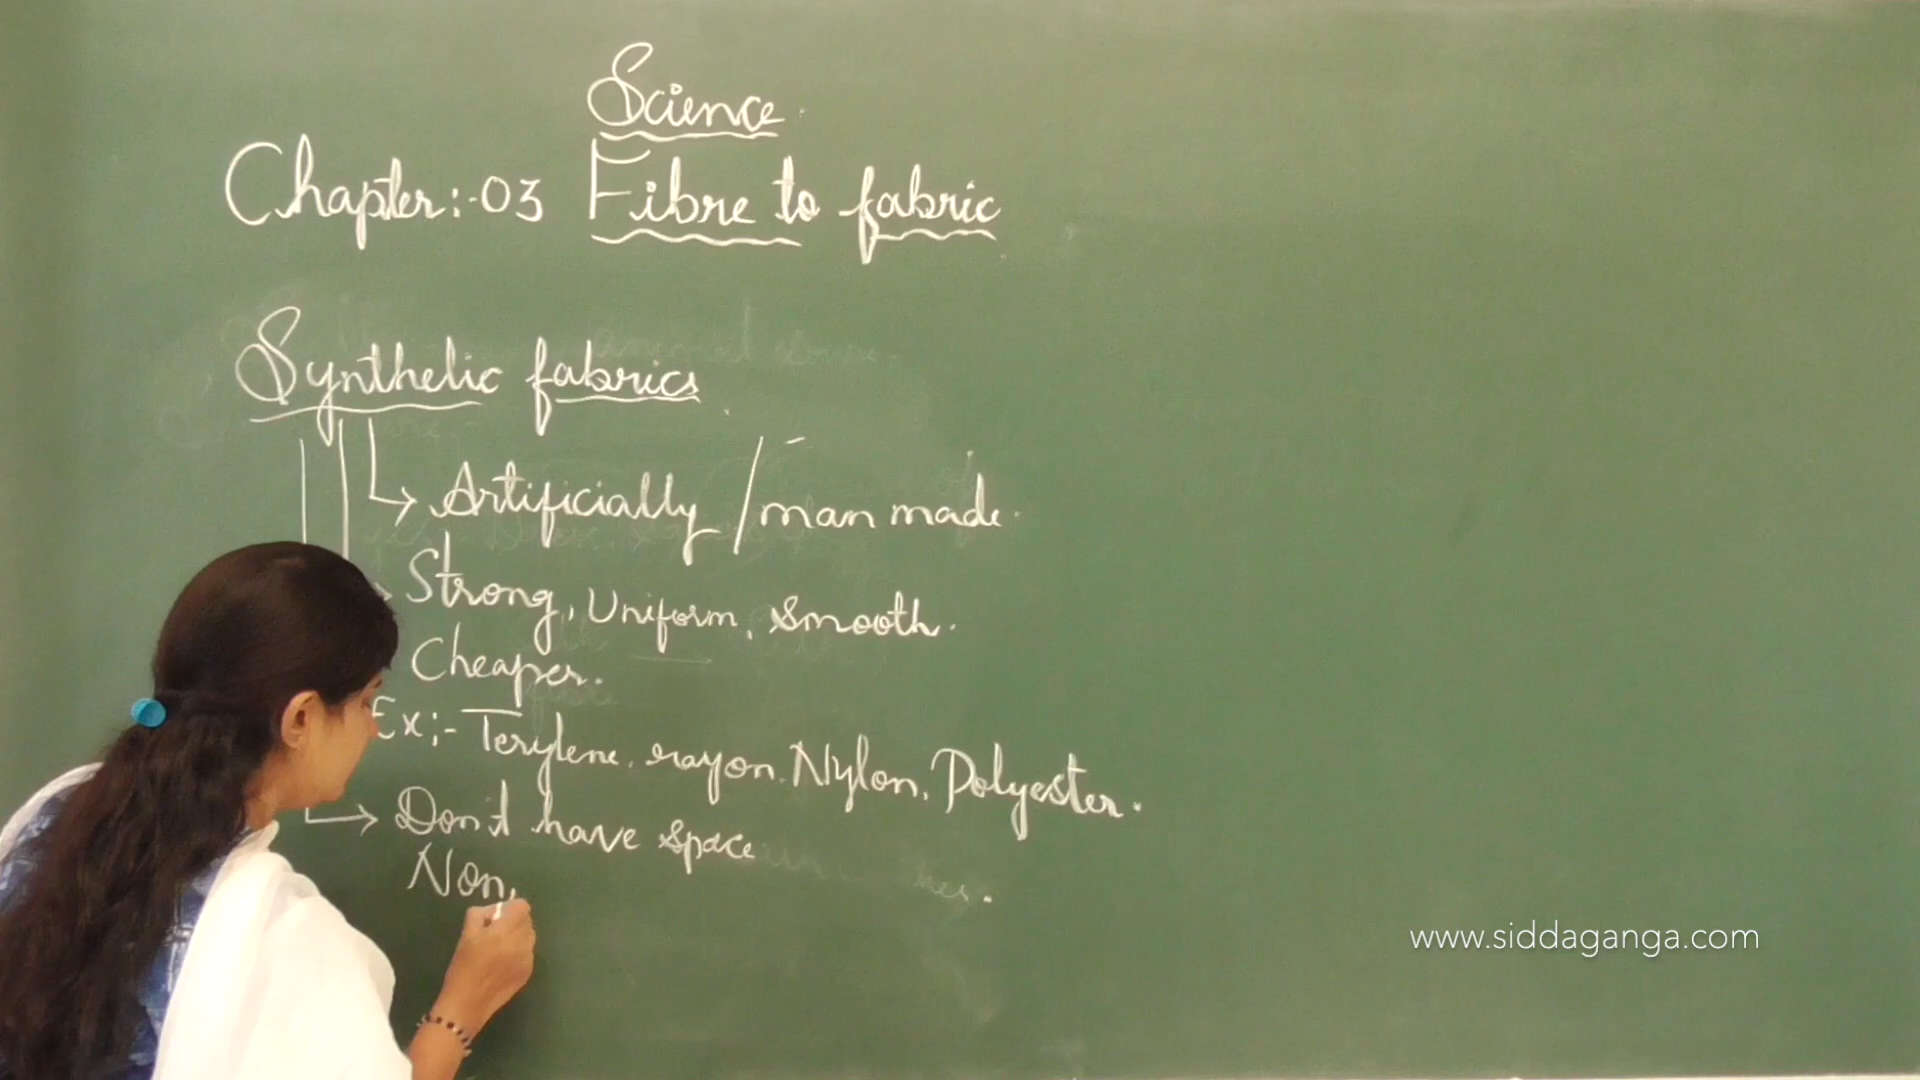 Science
Chapter:-03 Fibre to fabric
Synthetic fabrics
Artificially / man made.
Strong, Uniform, smooth.
Cheaper.
Ex:- Terylene, rayon, Nylon, Polyester.
Don't have space
Non
www.siddaganga.com